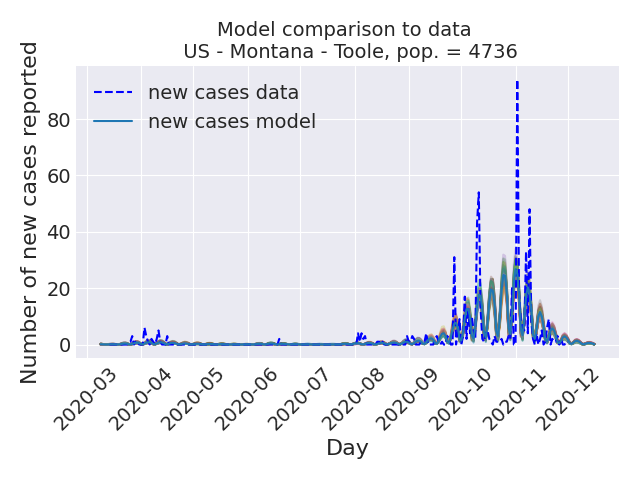 Model comparison to data
US - Montana - Toole, pop. = 4736
Number of new cases reported
80
60
40
20
0
new cases data
new cases model
2020-03
2020-04
2020-05
2020-06
2020-07
2020-08
2020-09
2020-10
2020-11
2020-12
Day